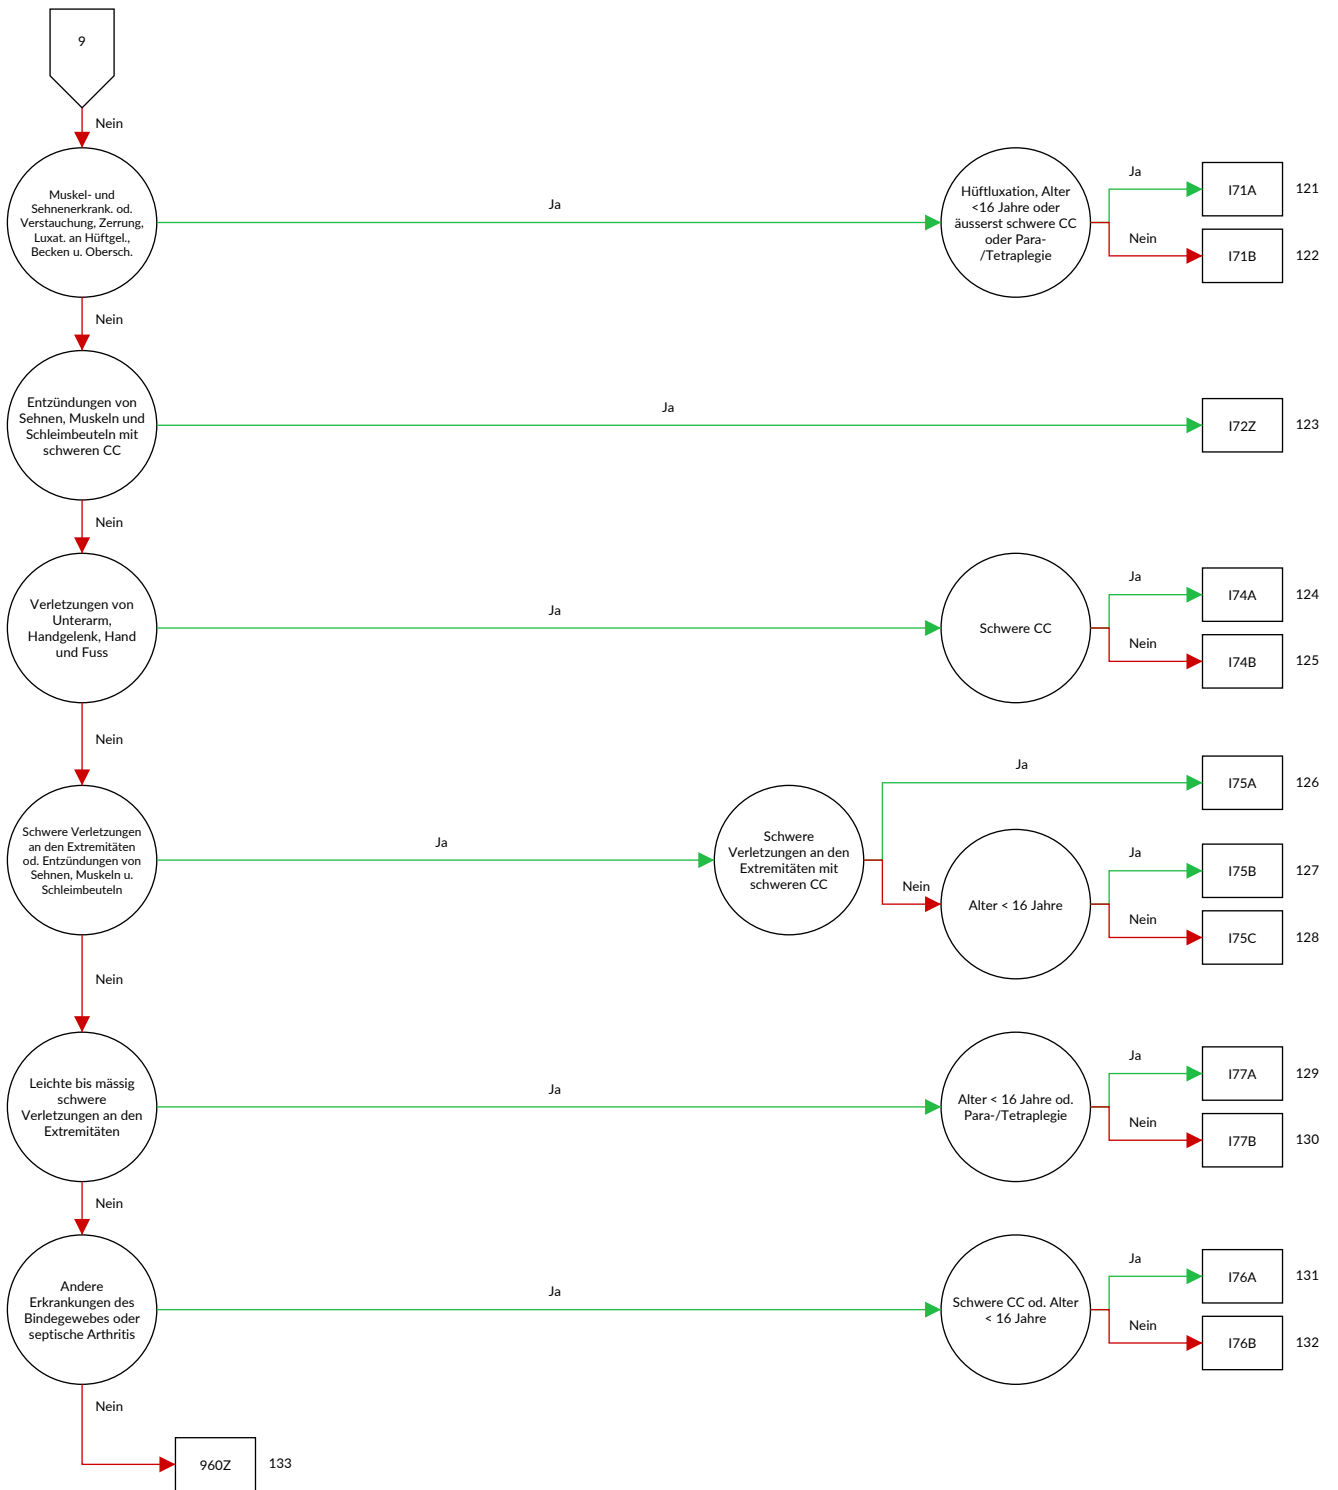 9
Nein
Muskel- und
Sehnenerkrank. od.
Verstauchung, Zerrung,
Luxat. an Hüftgel.,
Becken u. Obersch.
Ja
Hüftluxation, Alter
<16 Jahre oder
äusserst schwere CC
oder Para-
/Tetraplegie
Ja
I71A
121
Nein
I71B
122
Nein
Entzündungen von
Sehnen, Muskeln und
Schleimbeuteln mit
schweren CC
Ja
I72Z
123
Nein
Verletzungen von
Unterarm,
Handgelenk, Hand
und Fuss
Ja
Schwere CC
Ja
I74A
124
Nein
I74B
125
Nein
Schwere Verletzungen
an den Extremitäten
od. Entzündungen von
Sehnen, Muskeln u.
Schleimbeuteln
Ja
Schwere
Verletzungen an den
Extremitäten mit
schweren CC
Ja
I75A
126
Nein
Alter < 16 Jahre
Ja
I75B
127
Nein
I75C
128
Nein
Leichte bis mässig
schwere
Verletzungen an den
Extremitäten
Ja
Alter < 16 Jahre od.
Para-/Tetraplegie
Ja
I77A
129
Nein
I77B
130
Nein
Andere
Erkrankungen des
Bindegewebes oder
septische Arthritis
Ja
Schwere CC od. Alter
< 16 Jahre
Ja
I76A
131
Nein
I76B
132
Nein
960Z
133